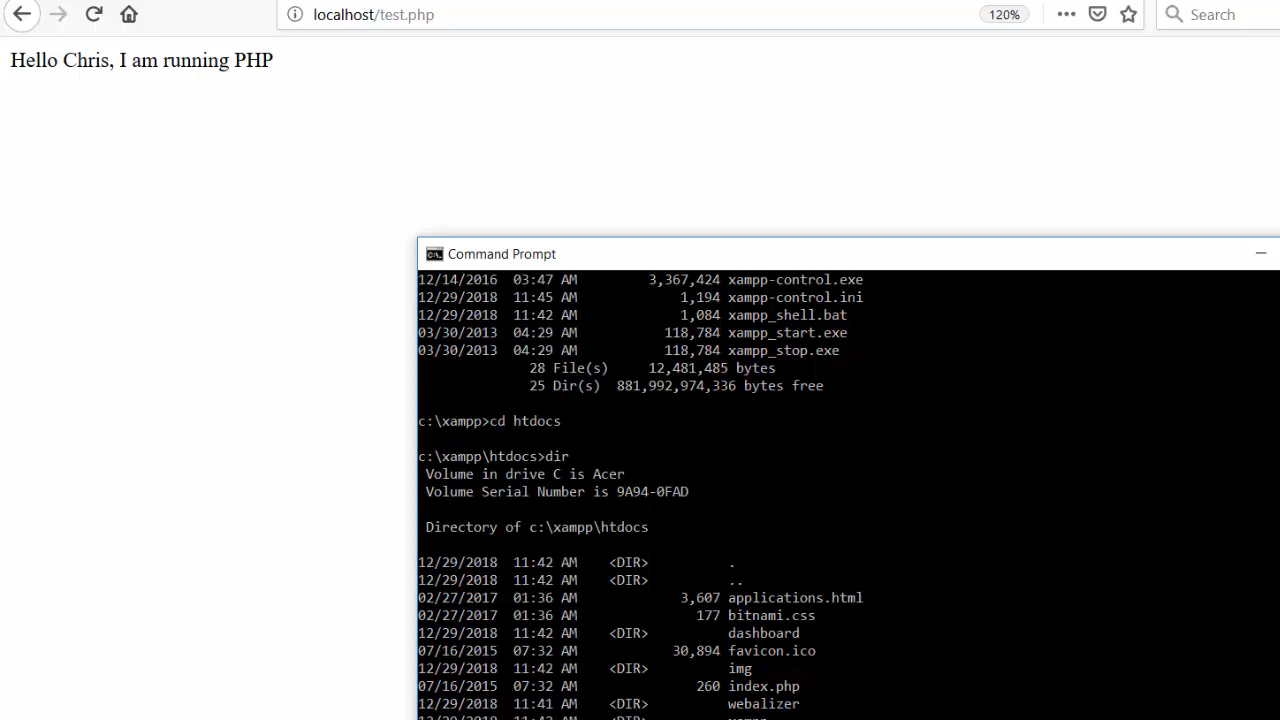 localhost/test.php
120%
Search
Hello Chris, I am running PHP
Command Prompt
12/14/2016  03:47 AM         3,367,424 xampp-control.exe
12/29/2018  11:45 AM             1,194 xampp-control.ini
12/29/2018  11:42 AM             1,084 xampp_shell.bat
03/30/2013  04:29 AM           118,784 xampp_start.exe
03/30/2013  04:29 AM           118,784 xampp_stop.exe
              28 File(s)     12,481,485 bytes
              25 Dir(s)  881,992,974,336 bytes free
c:\xampp>cd htdocs
c:\xampp\htdocs>dir
 Volume in drive C is Acer
 Volume Serial Number is 9A94-0FAD
 Directory of c:\xampp\htdocs
12/29/2018  11:42 AM    <DIR>          .
12/29/2018  11:42 AM    <DIR>          ..
02/27/2017  01:36 AM             3,607 applications.html
02/27/2017  01:36 AM               177 bitnami.css
12/29/2018  11:42 AM    <DIR>          dashboard
07/16/2015  07:32 AM            30,894 favicon.ico
12/29/2018  11:42 AM    <DIR>          img
07/16/2015  07:32 AM               260 index.php
12/29/2018  11:41 AM    <DIR>          webalizer